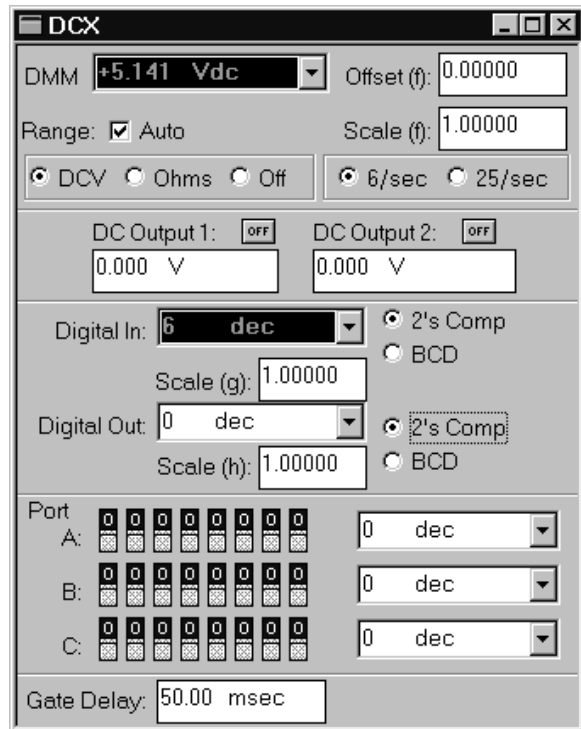 DCX
DMM +5.141 Vdc Offset (f): 0.00000
Range: Auto Scale (f): 1.00000
DCV Ohms Off 6/sec 25/sec
DC Output 1: OFF DC Output 2: OFF
0.000 V 0.000 V
Digital In: 6 dec 2's Comp
BCD
Scale (g): 1.00000
Digital Out: 0 dec 2's Comp
Scale (h): 1.00000 BCD
Port
A: 0 0 0 0 0 0 0 0 0 dec
B: 0 0 0 0 0 0 0 0 0 dec
C: 0 0 0 0 0 0 0 0 0 dec
Gate Delay: 50.00 msec